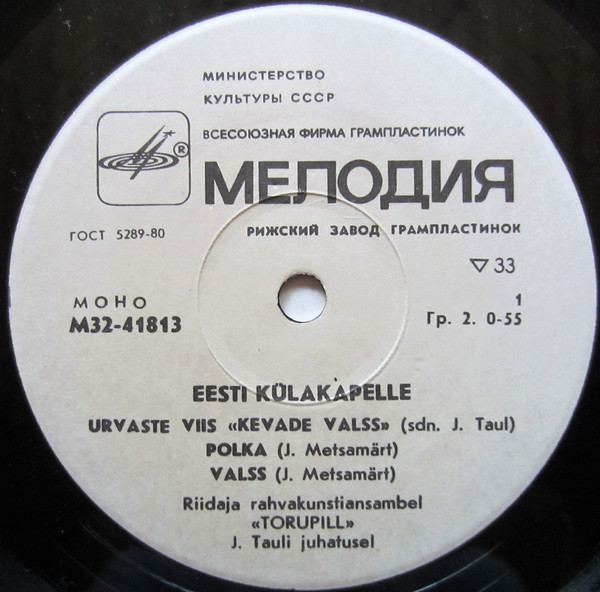 МИНИСТЕРСТВО
КУЛЬТУРЫ СССР
ВСЕСОЮЗНАЯ ФИРМА ГРАМПЛАСТИНОК
®
МЕЛОДИЯ
ГОСТ 5289-80
РИЖСКИЙ ЗАВОД ГРАМПЛАСТИНОК
▽ 33
МОНО
1
М32-41813
Гр. 2. 0-55
EESTI KÜLAKAPELLE
URVASTE VIIS «KEVADE VALSS» (sdn. J. Taul)
POLKA (J. Metsamärt)
VALSS (J. Metsamärt)
Riidaja rahvakunstiansambel
«TORUPILL»
J. Tauli juhatusel